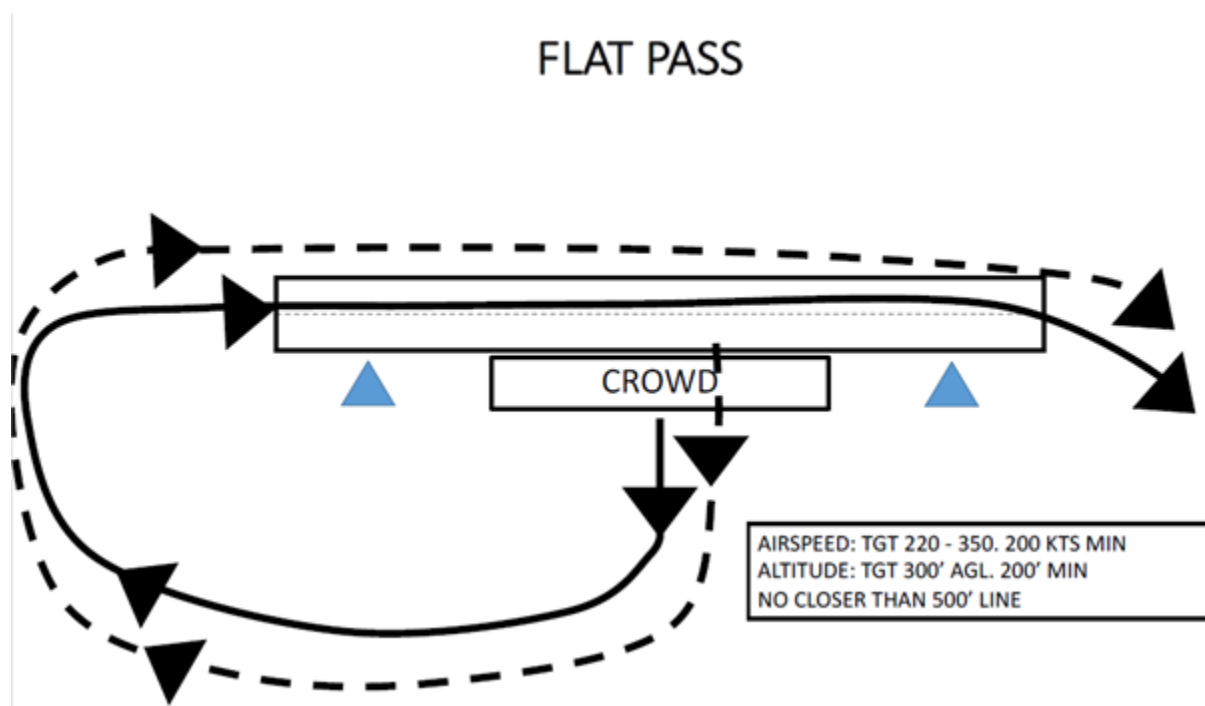 FLAT PASS
CROWD
AIRSPEED: TGT 220 - 350. 200 KTS MIN
ALTITUDE: TGT 300’ AGL. 200’ MIN
NO CLOSER THAN 500’ LINE